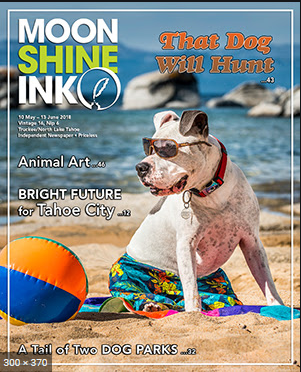 MOON
SHINE
INK
That Dog
Will Hunt
...43
10 May – 13 June 2018
Vintage 16, Nip 4
Truckee/North Lake Tahoe
Independent Newspaper • Priceless
Animal Art ...46
BRIGHT FUTURE
for Tahoe City ...12
A Tail of Two DOG PARKS ...32
300 × 370